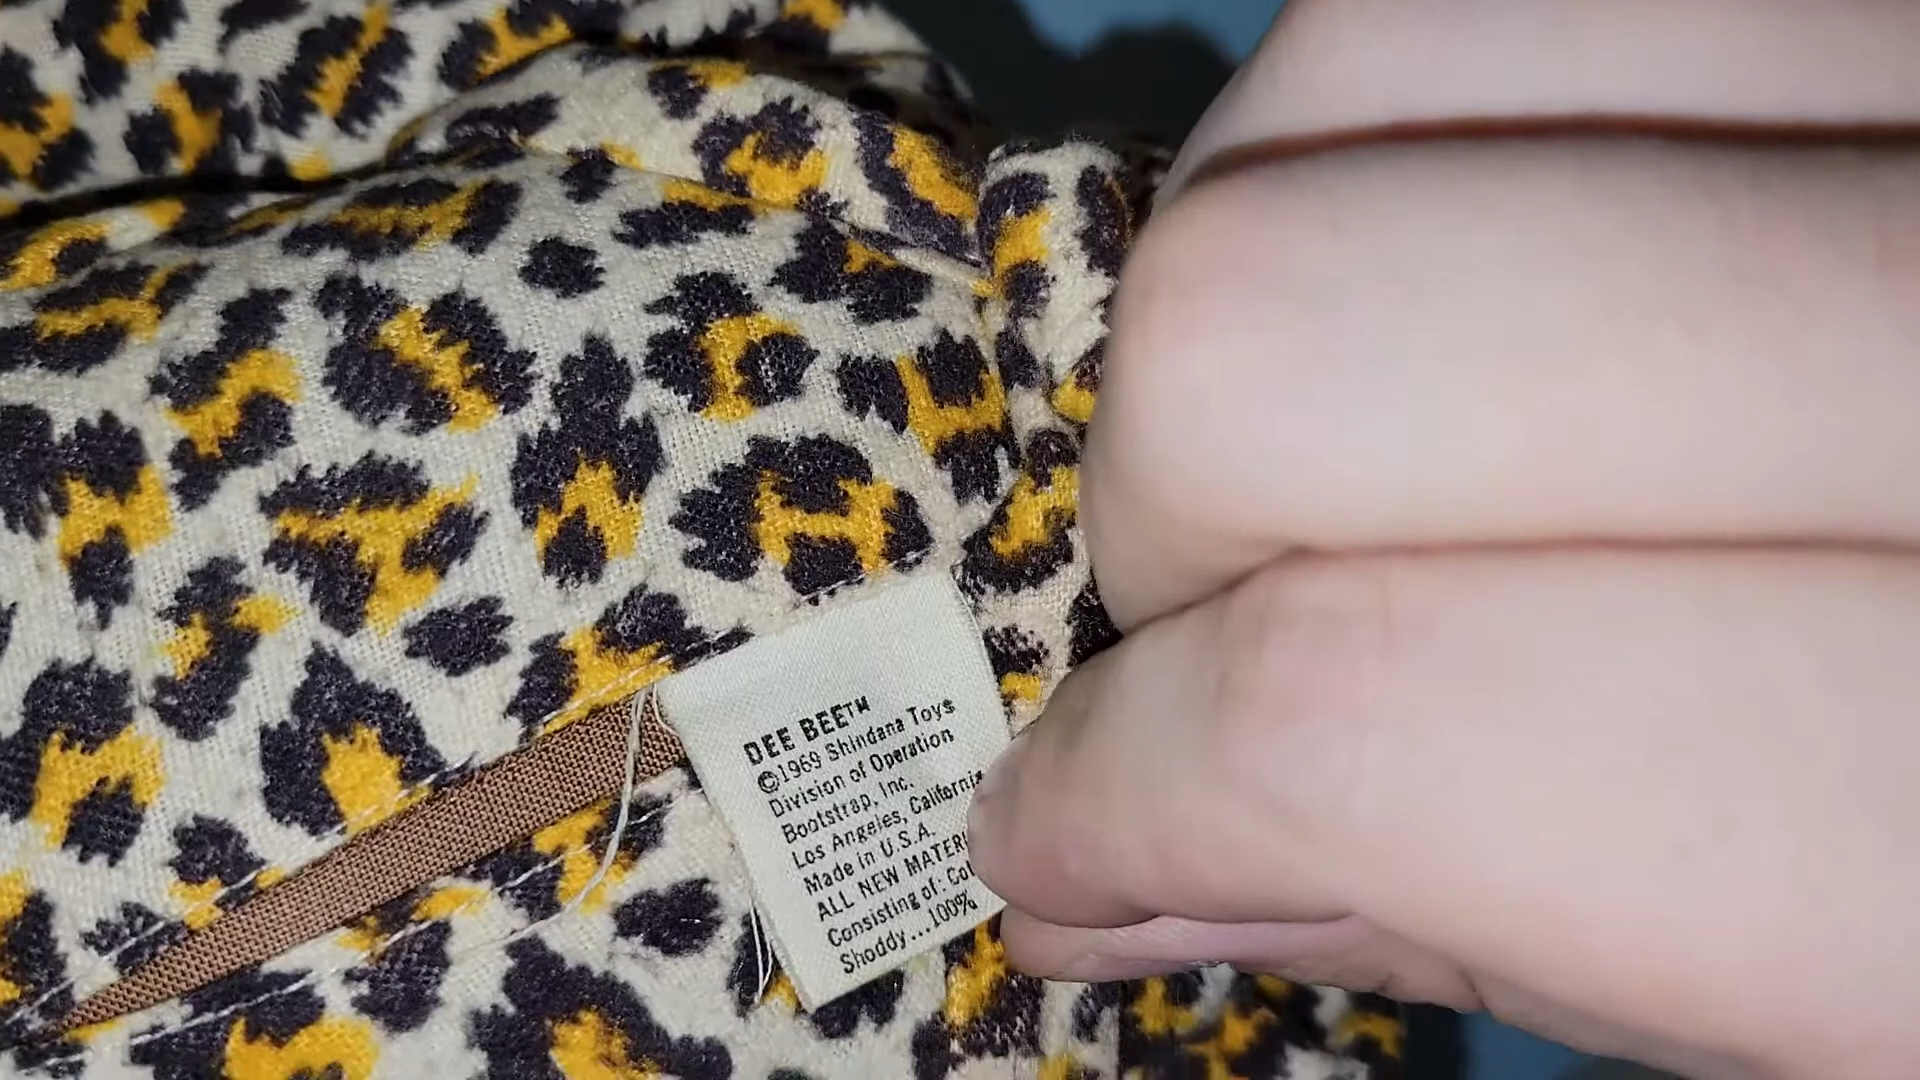 DEE BEE™
©1969 Shindana Toys
Division of Operation
Bootstrap, Inc.
Los Angeles, California
Made in U.S.A.
ALL NEW
Consisting of:
Shoddy...100%